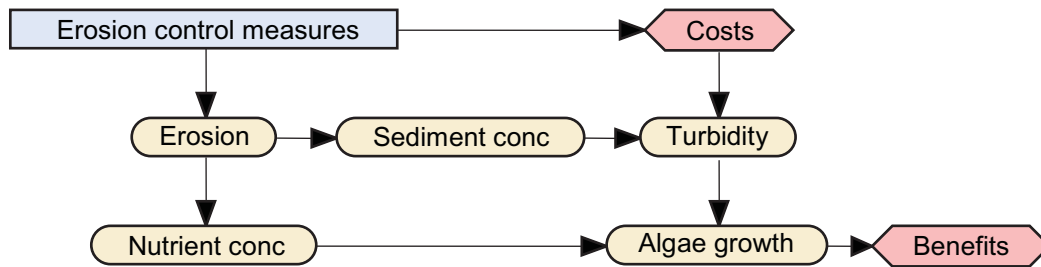 Erosion control measures
Costs
Erosion
Sediment conc
Turbidity
Nutrient conc
Algae growth
Benefits